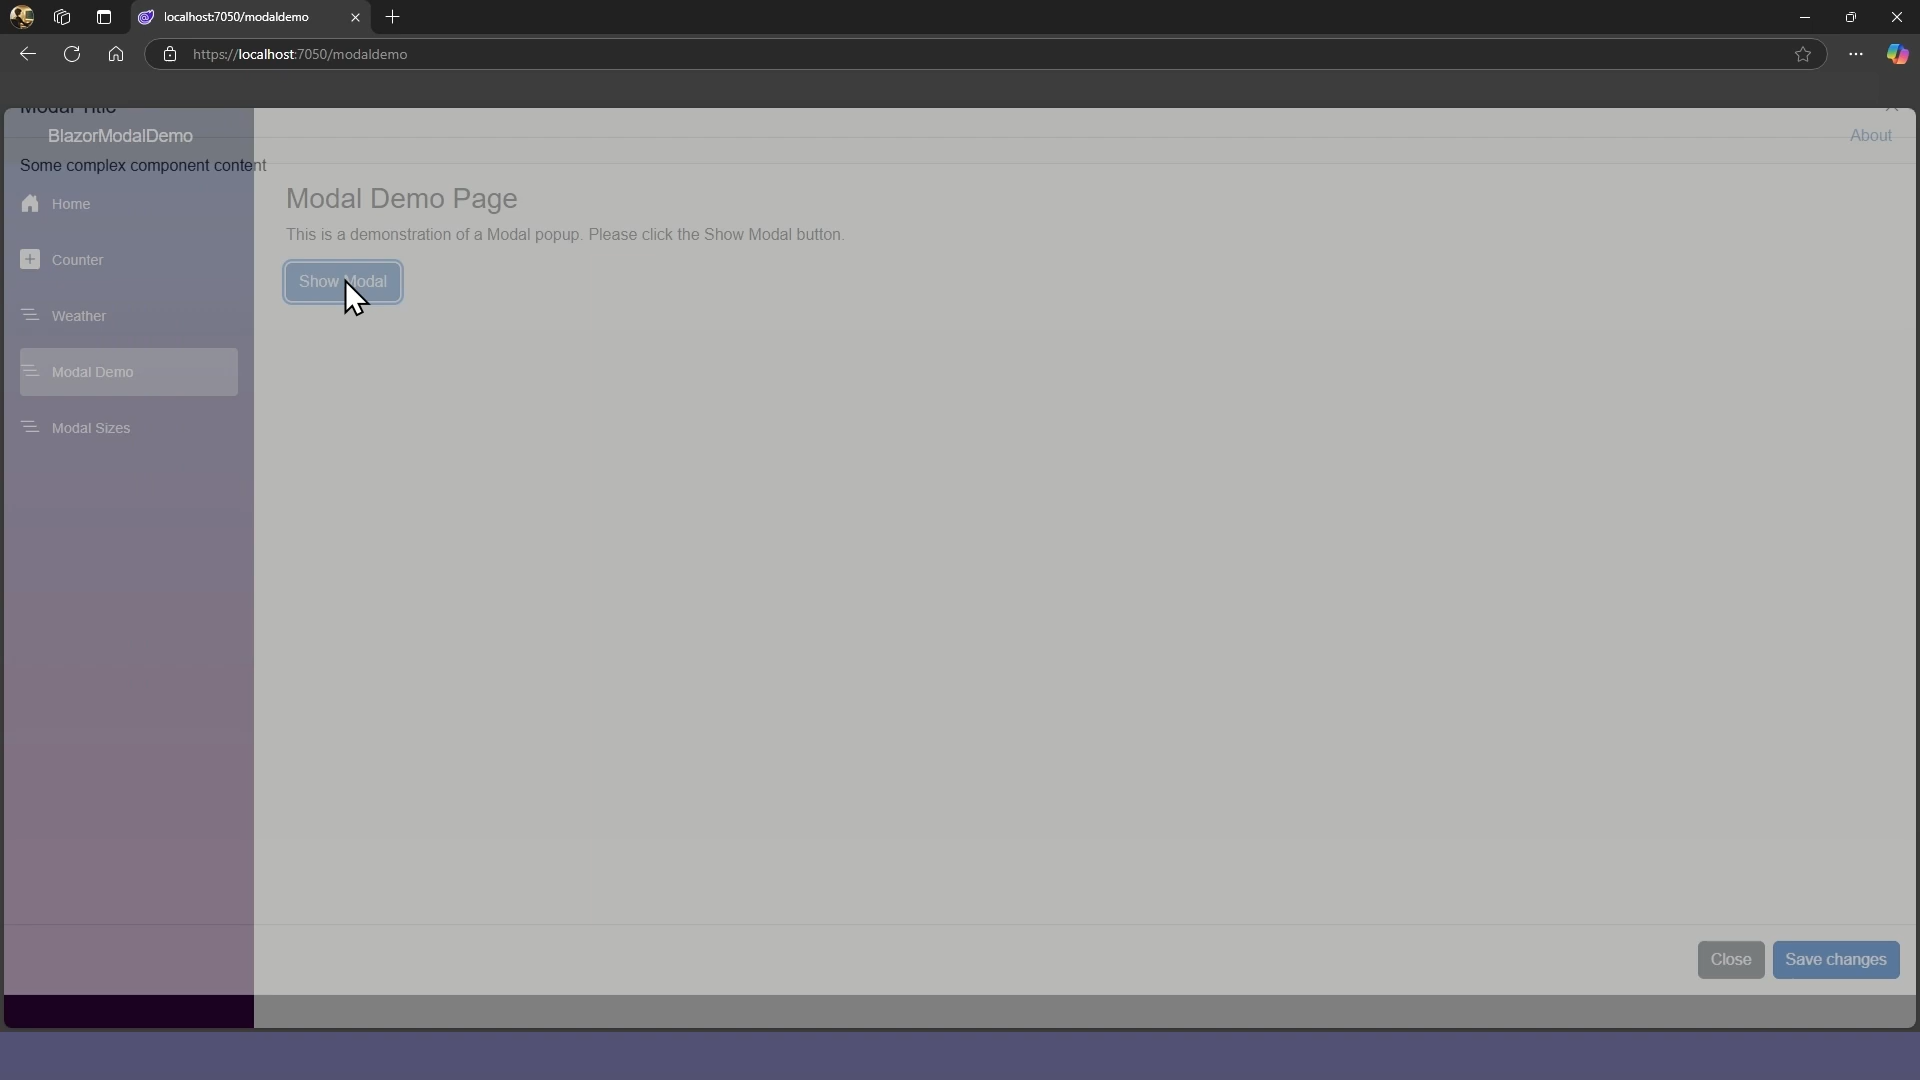 localhost:7050/modaldemo
https://localhost:7050/modaldemo
Modal Title
BlazorModalDemo
About
Some complex component content
Home
Modal Demo Page
This is a demonstration of a Modal popup. Please click the Show Modal button.
Counter
Show Modal
Weather
Modal Demo
Modal Sizes
Close
Save changes